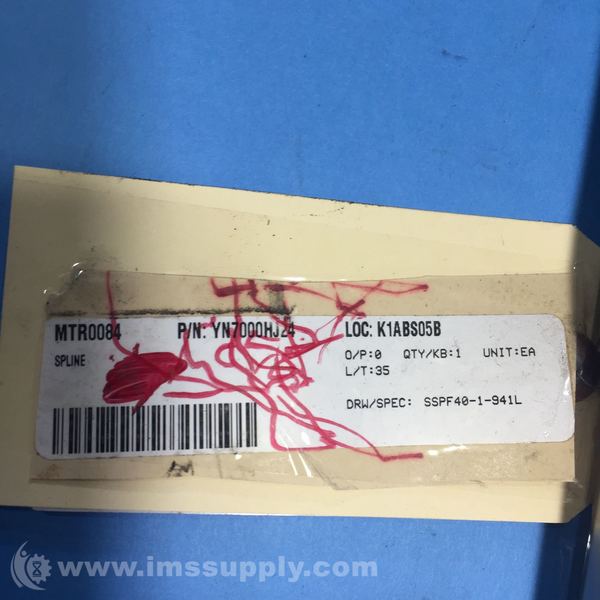 MTR0084 P/N: YN7000HJ24 LOC: K1ABS05B
SPLINE O/P:0 QTY/KB:1 UNIT:EA
L/T:35
DRW/SPEC: SSPF40-1-941L
www.imssupply.com